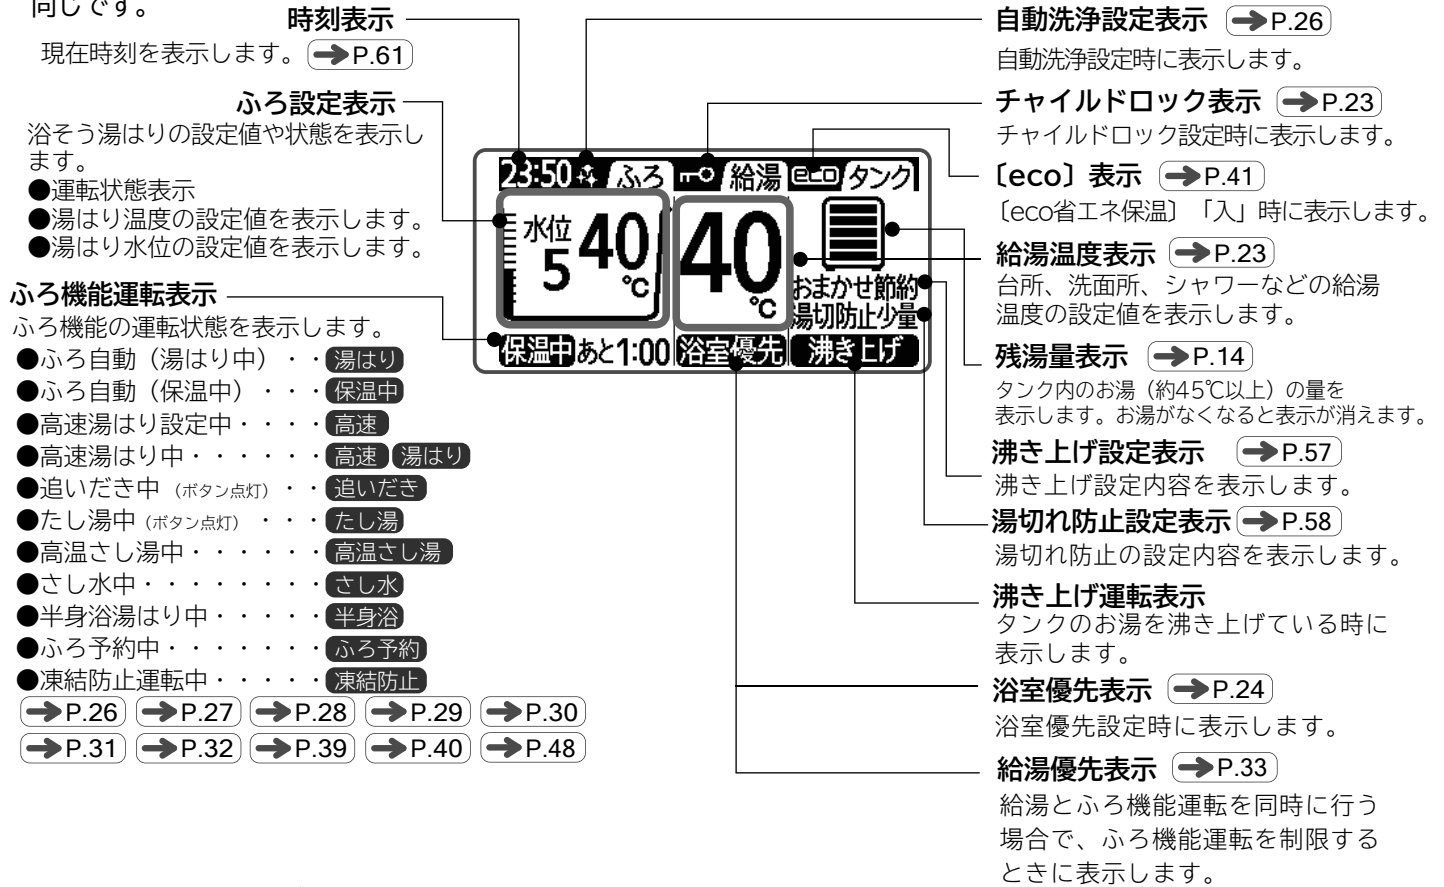 同じです。
時刻表示
現在時刻を表示します。 ➔P.61
ふろ設定表示
浴そう湯はりの設定値や状態を表示し
ます。
●運転状態表示
●湯はり温度の設定値を表示します。
●湯はり水位の設定値を表示します。
ふろ機能運転表示
ふろ機能の運転状態を表示します。
●ふろ自動（湯はり中）・・ 湯はり
●ふろ自動（保温中）・・・ 保温中
●高速湯はり設定中・・・・ 高速
●高速湯はり中・・・・・・ 高速 湯はり
●追いだき中（ボタン点灯）・・ 追いだき
●たし湯中（ボタン点灯）・・・ たし湯
●高温さし湯中・・・・・・ 高温さし湯
●さし水中・・・・・・・・ さし水
●半身浴湯はり中・・・・・ 半身浴
●ふろ予約中・・・・・・・ ふろ予約
●凍結防止運転中・・・・・ 凍結防止
➔P.26 ➔P.27 ➔P.28 ➔P.29 ➔P.30
➔P.31 ➔P.32 ➔P.39 ➔P.40 ➔P.48
23:50 ふろ 給湯 eco タンク
水位 40 ℃
5
40 ℃
おまかせ節約
湯切防止少量
保温中 あと1:00 浴室優先 沸き上げ
自動洗浄設定表示 ➔P.26
自動洗浄設定時に表示します。
チャイルドロック表示 ➔P.23
チャイルドロック設定時に表示します。
〔eco〕表示 ➔P.41
〔eco省エネ保温〕「入」時に表示します。
給湯温度表示 ➔P.23
台所、洗面所、シャワーなどの給湯
温度の設定値を表示します。
残湯量表示 ➔P.14
タンク内のお湯（約45℃以上）の量を
表示します。お湯がなくなると表示が消えます。
沸き上げ設定表示 ➔P.57
沸き上げ設定内容を表示します。
湯切れ防止設定表示 ➔P.58
湯切れ防止の設定内容を表示します。
沸き上げ運転表示
タンクのお湯を沸き上げている時に
表示します。
浴室優先表示 ➔P.24
浴室優先設定時に表示します。
給湯優先表示 ➔P.33
給湯とふろ機能運転を同時に行う
場合で、ふろ機能運転を制限する
ときに表示します。